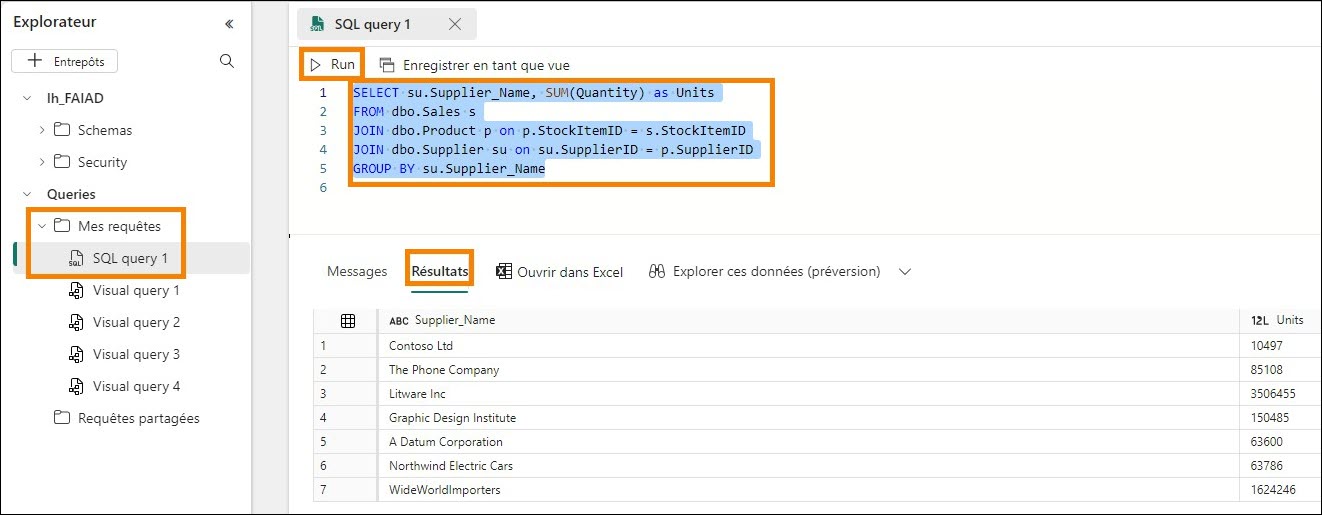 Explorateur «
+ Entrepôts
lh_FAIAD
Schemas
Security
Queries
Mes requêtes
SQL query 1
Visual query 1
Visual query 2
Visual query 3
Visual query 4
Requêtes partagées
SQL query 1
Run Enregistrer en tant que vue
1 SELECT su.Supplier_Name, SUM(Quantity) as Units
2 FROM dbo.Sales s
3 JOIN dbo.Product p on p.StockItemID = s.StockItemID
4 JOIN dbo.Supplier su on su.SupplierID = p.SupplierID
5 GROUP BY su.Supplier_Name
6
Messages Résultats Ouvrir dans Excel Explorer ces données (préversion)
ABC Supplier_Name 12L Units
1 Contoso Ltd 10497
2 The Phone Company 85108
3 Litware Inc 3506455
4 Graphic Design Institute 150485
5 A Datum Corporation 63600
6 Northwind Electric Cars 63786
7 WideWorldImporters 1624246